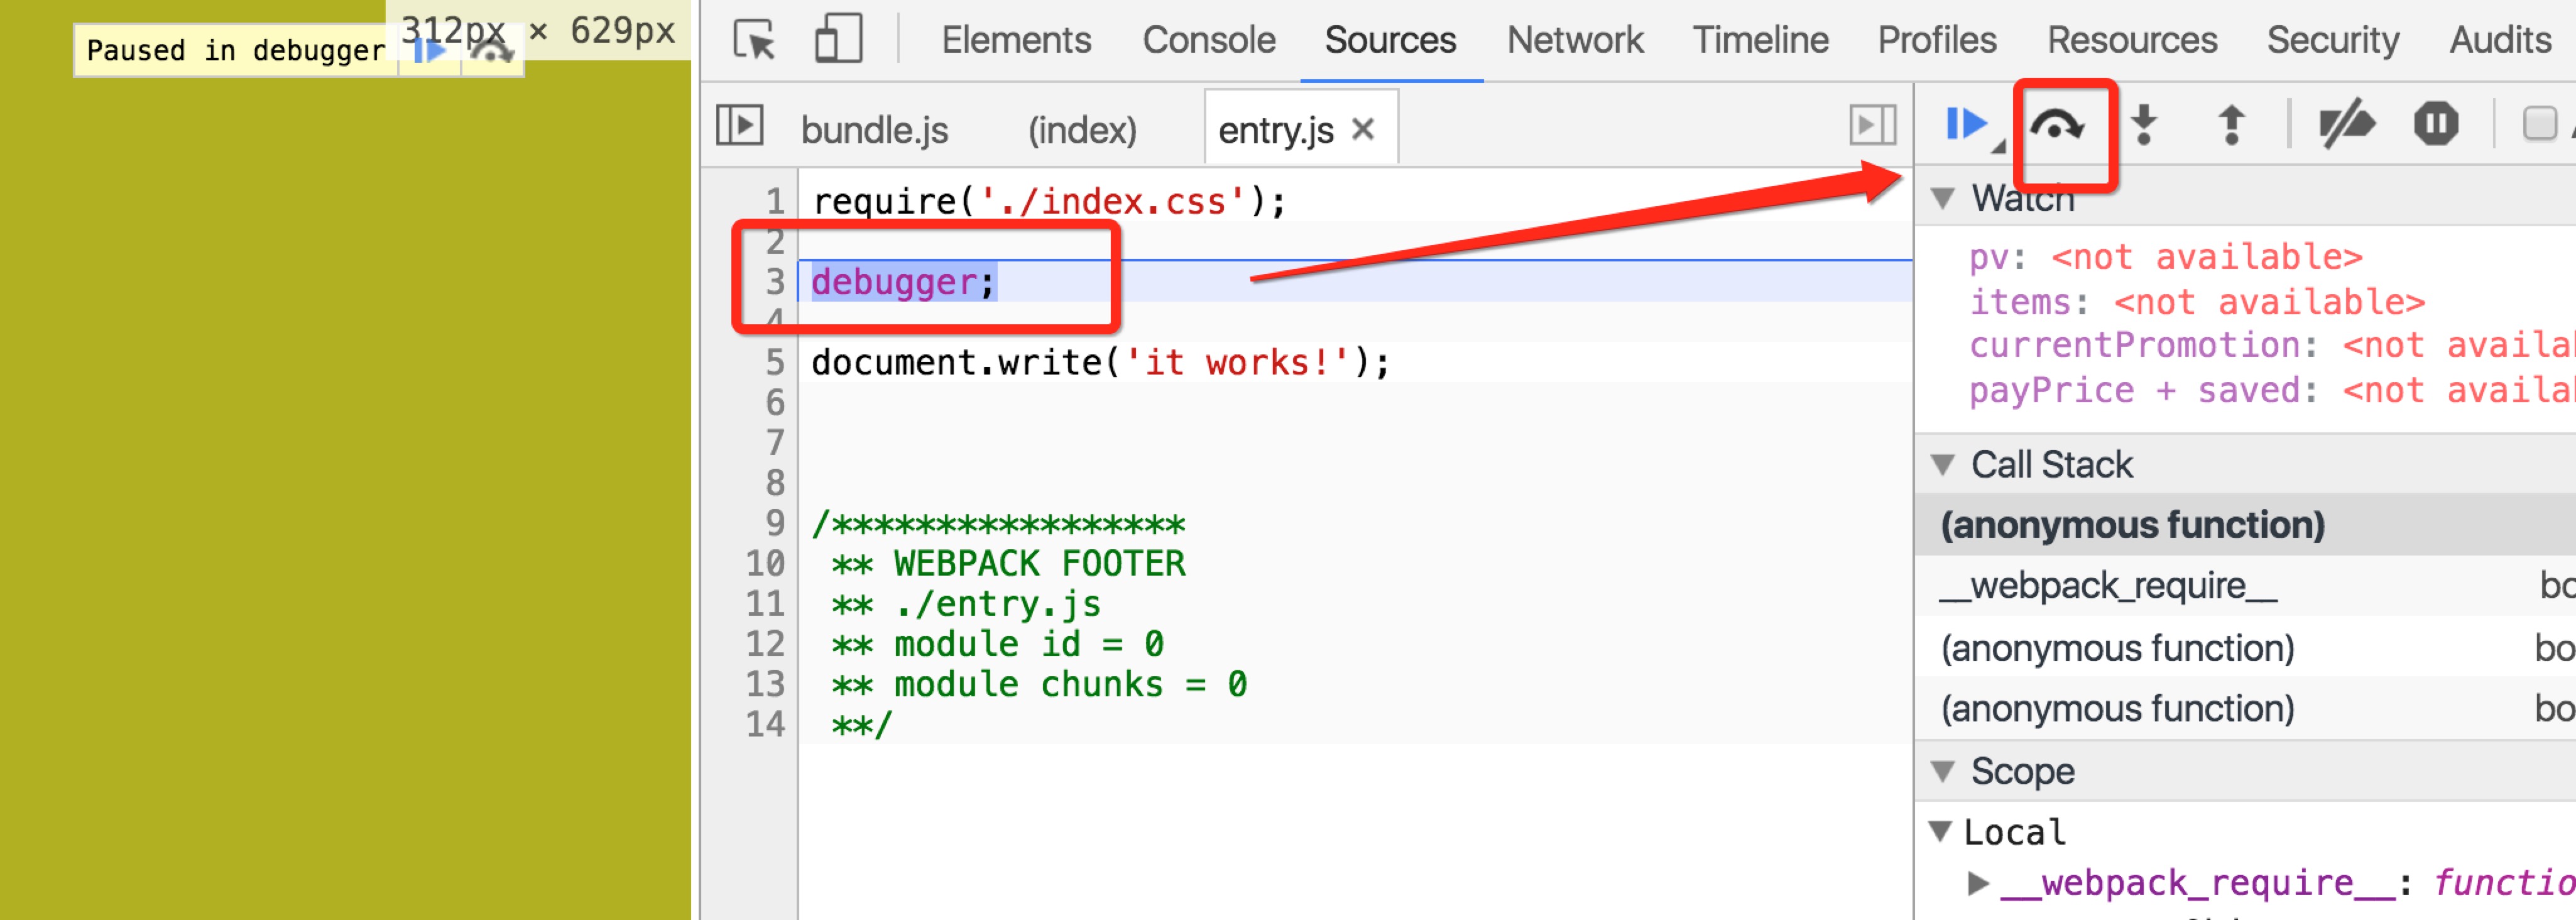 Paused in debugger
312px × 629px
Elements Console Sources Network Timeline Profiles Resources Security Audits
bundle.js (index) entry.js ×
1 require('./index.css');
2
3 debugger;
4
5 document.write('it works!');
6
7
8
9 /*****************
10 ** WEBPACK FOOTER
11 ** ./entry.js
12 ** module id = 0
13 ** module chunks = 0
14 **/
Watch
pv: <not available>
items: <not available>
currentPromotion: <not availa
payPrice + saved: <not availa
Call Stack
(anonymous function)
__webpack_require__ bo
(anonymous function) bo
(anonymous function) bo
Scope
Local
__webpack_require__: functio